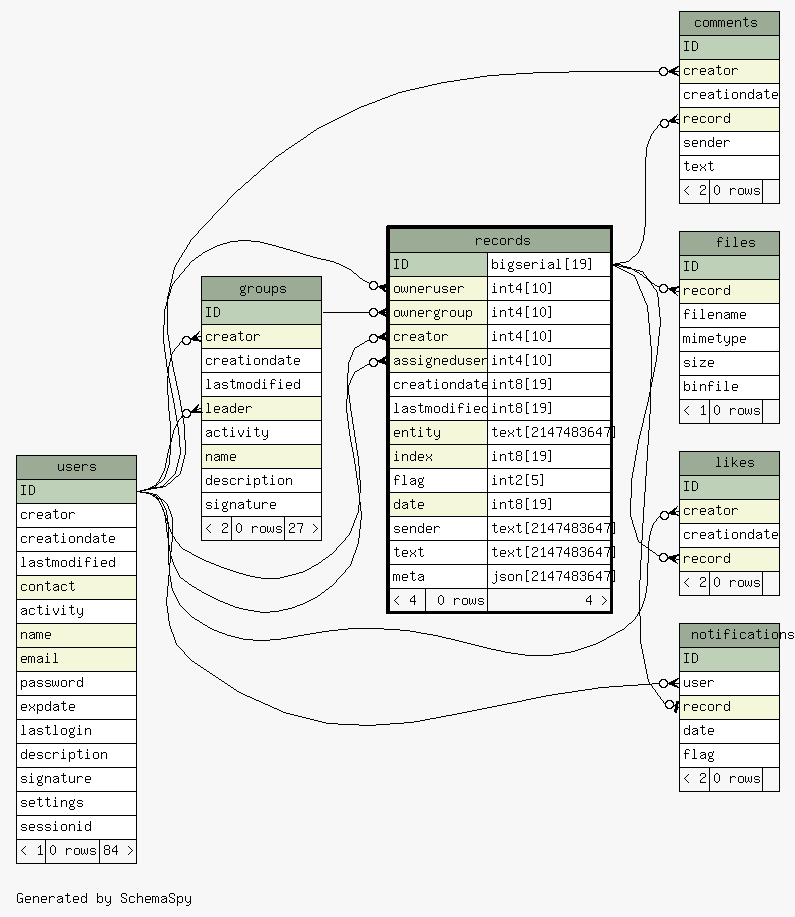 comments
ID
creator
creationdate
record
sender
text
< 2 0 rows
records
ID bigserial[19]
owneruser int4[10]
ownergroup int4[10]
creator int4[10]
assigneduser int4[10]
creationdate int8[19]
lastmodified int8[19]
entity text[2147483647]
index int8[19]
flag int2[5]
date int8[19]
sender text[2147483647]
text text[2147483647]
meta json[2147483647]
< 4 0 rows 4 >
files
ID
record
filename
mimetype
size
binfile
< 1 0 rows
groups
ID
creator
creationdate
lastmodified
leader
activity
name
description
signature
< 2 0 rows 27 >
likes
ID
creator
creationdate
record
< 2 0 rows
users
ID
creator
creationdate
lastmodified
contact
activity
name
email
password
expdate
lastlogin
description
signature
settings
sessionid
< 1 0 rows 84 >
notifications
ID
user
record
date
flag
< 2 0 rows
Generated by SchemaSpy